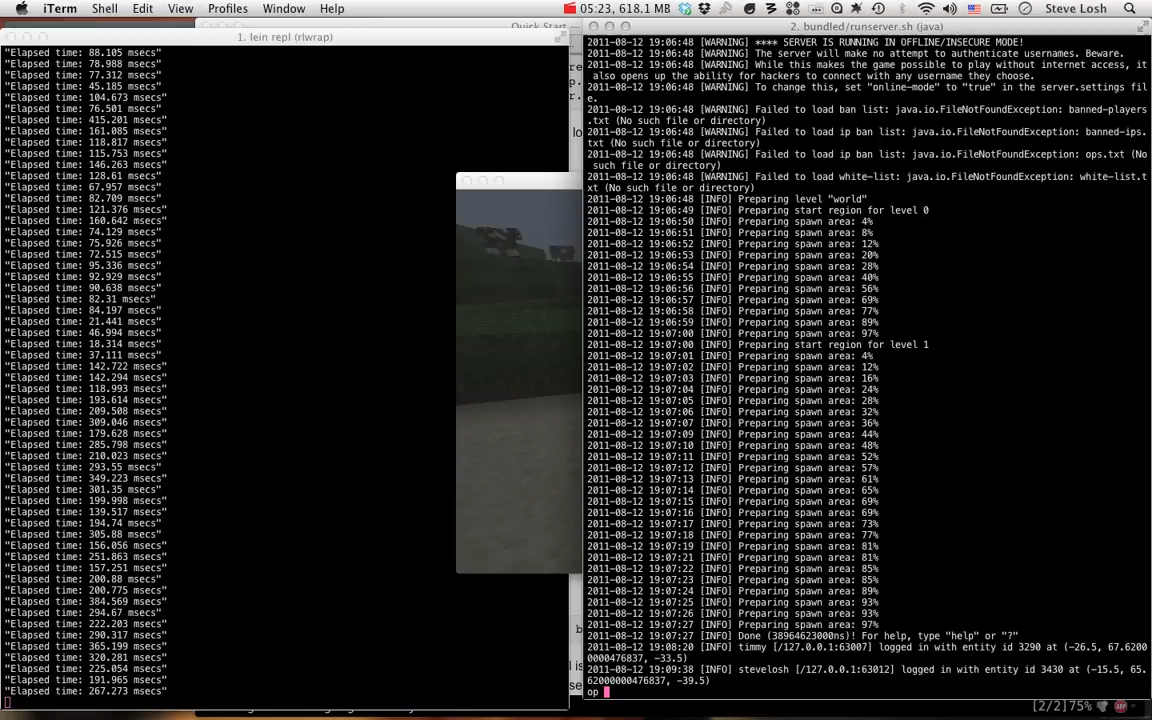 iTerm Shell Edit View Profiles Window Help
05:23, 618.1 MB
Steve Losh
Quick Start
1. lein repl (rlwrap)
"Elapsed time: 88.105 msecs"
"Elapsed time: 78.988 msecs"
"Elapsed time: 77.312 msecs"
"Elapsed time: 45.185 msecs"
"Elapsed time: 104.673 msecs"
"Elapsed time: 76.501 msecs"
"Elapsed time: 415.201 msecs"
"Elapsed time: 161.085 msecs"
"Elapsed time: 118.817 msecs"
"Elapsed time: 115.753 msecs"
"Elapsed time: 146.263 msecs"
"Elapsed time: 128.61 msecs"
"Elapsed time: 67.957 msecs"
"Elapsed time: 82.709 msecs"
"Elapsed time: 121.376 msecs"
"Elapsed time: 160.642 msecs"
"Elapsed time: 74.129 msecs"
"Elapsed time: 75.926 msecs"
"Elapsed time: 72.515 msecs"
"Elapsed time: 95.336 msecs"
"Elapsed time: 92.929 msecs"
"Elapsed time: 90.638 msecs"
"Elapsed time: 82.31 msecs"
"Elapsed time: 84.197 msecs"
"Elapsed time: 21.441 msecs"
"Elapsed time: 46.994 msecs"
"Elapsed time: 18.314 msecs"
"Elapsed time: 37.111 msecs"
"Elapsed time: 142.722 msecs"
"Elapsed time: 142.294 msecs"
"Elapsed time: 118.993 msecs"
"Elapsed time: 193.614 msecs"
"Elapsed time: 209.508 msecs"
"Elapsed time: 309.046 msecs"
"Elapsed time: 179.628 msecs"
"Elapsed time: 285.798 msecs"
"Elapsed time: 210.023 msecs"
"Elapsed time: 293.55 msecs"
"Elapsed time: 349.223 msecs"
"Elapsed time: 301.35 msecs"
"Elapsed time: 199.998 msecs"
"Elapsed time: 139.517 msecs"
"Elapsed time: 194.74 msecs"
"Elapsed time: 305.88 msecs"
"Elapsed time: 156.056 msecs"
"Elapsed time: 251.863 msecs"
"Elapsed time: 157.251 msecs"
"Elapsed time: 200.88 msecs"
"Elapsed time: 200.775 msecs"
"Elapsed time: 384.569 msecs"
"Elapsed time: 294.67 msecs"
"Elapsed time: 222.203 msecs"
"Elapsed time: 290.317 msecs"
"Elapsed time: 365.199 msecs"
"Elapsed time: 320.281 msecs"
"Elapsed time: 225.054 msecs"
"Elapsed time: 191.965 msecs"
"Elapsed time: 267.273 msecs"
2. bundled/runserver.sh (java)
2011-08-12 19:06:48 [WARNING] **** SERVER IS RUNNING IN OFFLINE/INSECURE MODE!
2011-08-12 19:06:48 [WARNING] The server will make no attempt to authenticate usernames. Beware.
2011-08-12 19:06:48 [WARNING] While this makes the game possible to play without internet access, it
also opens up the ability for hackers to connect with any username they choose.
2011-08-12 19:06:48 [WARNING] To change this, set "online-mode" to "true" in the server.settings fil
e.
2011-08-12 19:06:48 [WARNING] Failed to load ban list: java.io.FileNotFoundException: banned-players
.txt (No such file or directory)
2011-08-12 19:06:48 [WARNING] Failed to load ip ban list: java.io.FileNotFoundException: banned-ips.
txt (No such file or directory)
2011-08-12 19:06:48 [WARNING] Failed to load ip ban list: java.io.FileNotFoundException: ops.txt (No
such file or directory)
2011-08-12 19:06:48 [WARNING] Failed to load white-list: java.io.FileNotFoundException: white-list.t
xt (No such file or directory)
2011-08-12 19:06:48 [INFO] Preparing level "world"
2011-08-12 19:06:49 [INFO] Preparing start region for level 0
2011-08-12 19:06:50 [INFO] Preparing spawn area: 4%
2011-08-12 19:06:51 [INFO] Preparing spawn area: 8%
2011-08-12 19:06:52 [INFO] Preparing spawn area: 12%
2011-08-12 19:06:53 [INFO] Preparing spawn area: 20%
2011-08-12 19:06:54 [INFO] Preparing spawn area: 28%
2011-08-12 19:06:55 [INFO] Preparing spawn area: 40%
2011-08-12 19:06:56 [INFO] Preparing spawn area: 56%
2011-08-12 19:06:57 [INFO] Preparing spawn area: 69%
2011-08-12 19:06:58 [INFO] Preparing spawn area: 77%
2011-08-12 19:06:59 [INFO] Preparing spawn area: 89%
2011-08-12 19:07:00 [INFO] Preparing spawn area: 97%
2011-08-12 19:07:00 [INFO] Preparing start region for level 1
2011-08-12 19:07:01 [INFO] Preparing spawn area: 4%
2011-08-12 19:07:02 [INFO] Preparing spawn area: 12%
2011-08-12 19:07:03 [INFO] Preparing spawn area: 16%
2011-08-12 19:07:04 [INFO] Preparing spawn area: 24%
2011-08-12 19:07:05 [INFO] Preparing spawn area: 28%
2011-08-12 19:07:06 [INFO] Preparing spawn area: 32%
2011-08-12 19:07:07 [INFO] Preparing spawn area: 36%
2011-08-12 19:07:09 [INFO] Preparing spawn area: 44%
2011-08-12 19:07:10 [INFO] Preparing spawn area: 48%
2011-08-12 19:07:11 [INFO] Preparing spawn area: 52%
2011-08-12 19:07:12 [INFO] Preparing spawn area: 57%
2011-08-12 19:07:13 [INFO] Preparing spawn area: 61%
2011-08-12 19:07:14 [INFO] Preparing spawn area: 65%
2011-08-12 19:07:15 [INFO] Preparing spawn area: 69%
2011-08-12 19:07:16 [INFO] Preparing spawn area: 69%
2011-08-12 19:07:17 [INFO] Preparing spawn area: 73%
2011-08-12 19:07:18 [INFO] Preparing spawn area: 77%
2011-08-12 19:07:19 [INFO] Preparing spawn area: 81%
2011-08-12 19:07:21 [INFO] Preparing spawn area: 81%
2011-08-12 19:07:22 [INFO] Preparing spawn area: 85%
2011-08-12 19:07:23 [INFO] Preparing spawn area: 85%
2011-08-12 19:07:24 [INFO] Preparing spawn area: 89%
2011-08-12 19:07:25 [INFO] Preparing spawn area: 93%
2011-08-12 19:07:26 [INFO] Preparing spawn area: 93%
2011-08-12 19:07:27 [INFO] Preparing spawn area: 97%
2011-08-12 19:07:27 [INFO] Done (38964623000ns)! For help, type "help" or "?"
2011-08-12 19:08:20 [INFO] timmy [/127.0.0.1:63007] logged in with entity id 3290 at (-26.5, 67.6200
0000476837, -33.5)
2011-08-12 19:09:38 [INFO] stevelosh [/127.0.0.1:63012] logged in with entity id 3430 at (-15.5, 65.
62000000476837, -39.5)
op
[2/2]75%
ABP